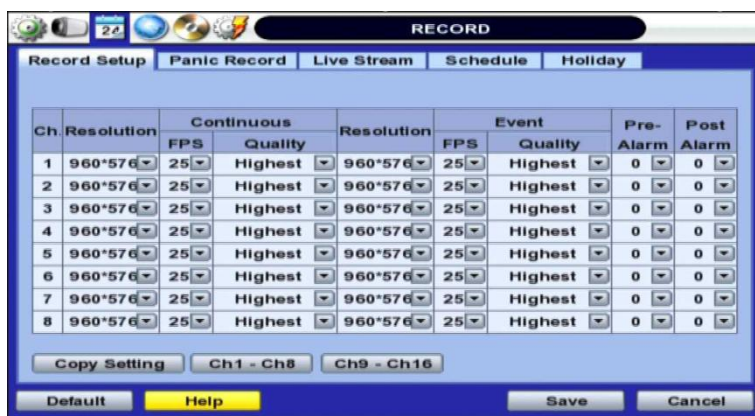 RECORD
Record Setup Panic Record Live Stream Schedule Holiday
Continuous Event Pre- Post
Ch. Resolution Resolution
FPS Quality FPS Quality Alarm Alarm
1 960*576 25 Highest 960*576 25 Highest 0 0
2 960*576 25 Highest 960*576 25 Highest 0 0
3 960*576 25 Highest 960*576 25 Highest 0 0
4 960*576 25 Highest 960*576 25 Highest 0 0
5 960*576 25 Highest 960*576 25 Highest 0 0
6 960*576 25 Highest 960*576 25 Highest 0 0
7 960*576 25 Highest 960*576 25 Highest 0 0
8 960*576 25 Highest 960*576 25 Highest 0 0
Copy Setting Ch1 - Ch8 Ch9 - Ch16
Default Help Save Cancel